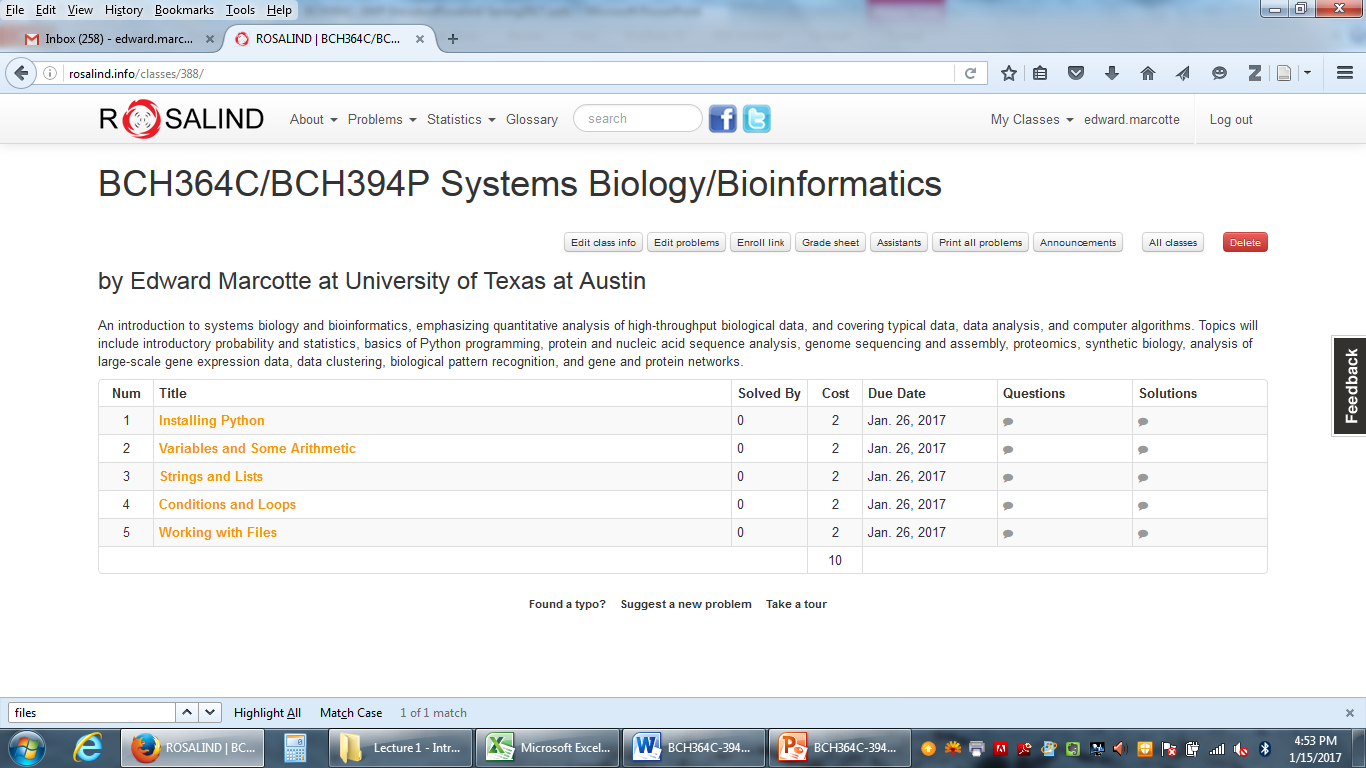 File Edit View History Bookmarks Tools Help
Inbox (258) - edward.marc... ROSALIND | BCH364C/BC...
rosalind.info/classes/388/
ROSALIND About Problems Statistics Glossary search My Classes edward.marcotte Log out
BCH364C/BCH394P Systems Biology/Bioinformatics
Edit class info Edit problems Enroll link Grade sheet Assistants Print all problems Announcements All classes Delete
by Edward Marcotte at University of Texas at Austin
An introduction to systems biology and bioinformatics, emphasizing quantitative analysis of high-throughput biological data, and covering typical data, data analysis, and computer algorithms. Topics will
include introductory probability and statistics, basics of Python programming, protein and nucleic acid sequence analysis, genome sequencing and assembly, proteomics, synthetic biology, analysis of
large-scale gene expression data, data clustering, biological pattern recognition, and gene and protein networks.
Feedback
Num Title Solved By Cost Due Date Questions Solutions
1 Installing Python 0 2 Jan. 26, 2017
2 Variables and Some Arithmetic 0 2 Jan. 26, 2017
3 Strings and Lists 0 2 Jan. 26, 2017
4 Conditions and Loops 0 2 Jan. 26, 2017
5 Working with Files 0 2 Jan. 26, 2017
10
Found a typo? Suggest a new problem Take a tour
files Highlight All Match Case 1 of 1 match
ROSALIND | BC... Lecture 1 - Intr... Microsoft Excel... BCH364C-394... BCH364C-394... 4:53 PM
1/15/2017